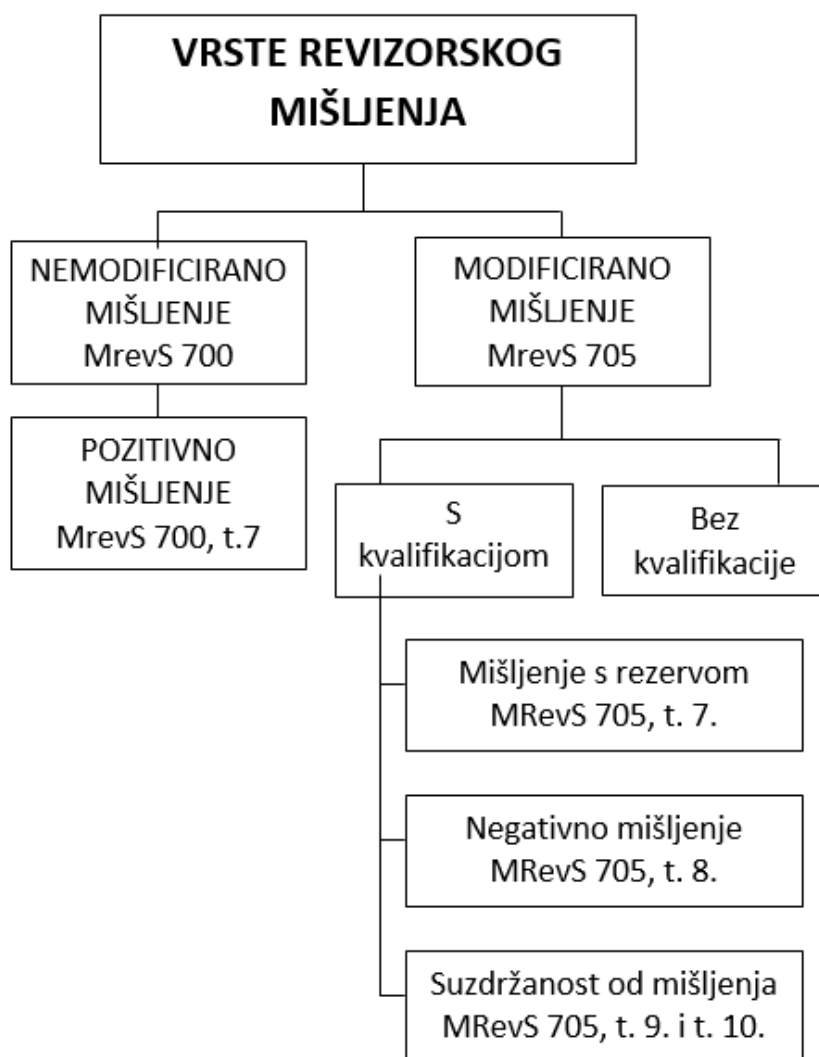 VRSTE REVIZORSKOG
MIŠLJENJA
NEMODIFICIRANO
MIŠLJENJE
MrevS 700
MODIFICIRANO
MIŠLJENJE
MrevS 705
POZITIVNO
MIŠLJENJE
MrevS 700, t.7
S
kvalifikacijom
Bez
kvalifikacije
Mišljenje s rezervom
MRevS 705, t. 7.
Negativno mišljenje
MRevS 705, t. 8.
Suzdržanost od mišljenja
MRevS 705, t. 9. i t. 10.